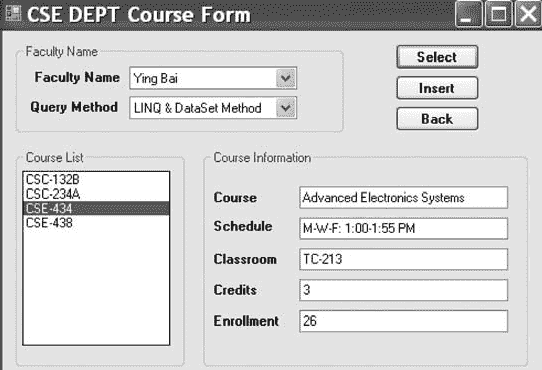 CSE DEPT Course Form
Faculty Name
Faculty Name Ying Bai
Query Method LINQ & DataSet Method
Select
Insert
Back
Course List
CSC-132B
CSC-234A
CSE-434
CSE-438
Course Information
Course Advanced Electronics Systems
Schedule M-W-F: 1:00-1:55 PM
Classroom TC-213
Credits 3
Enrollment 26